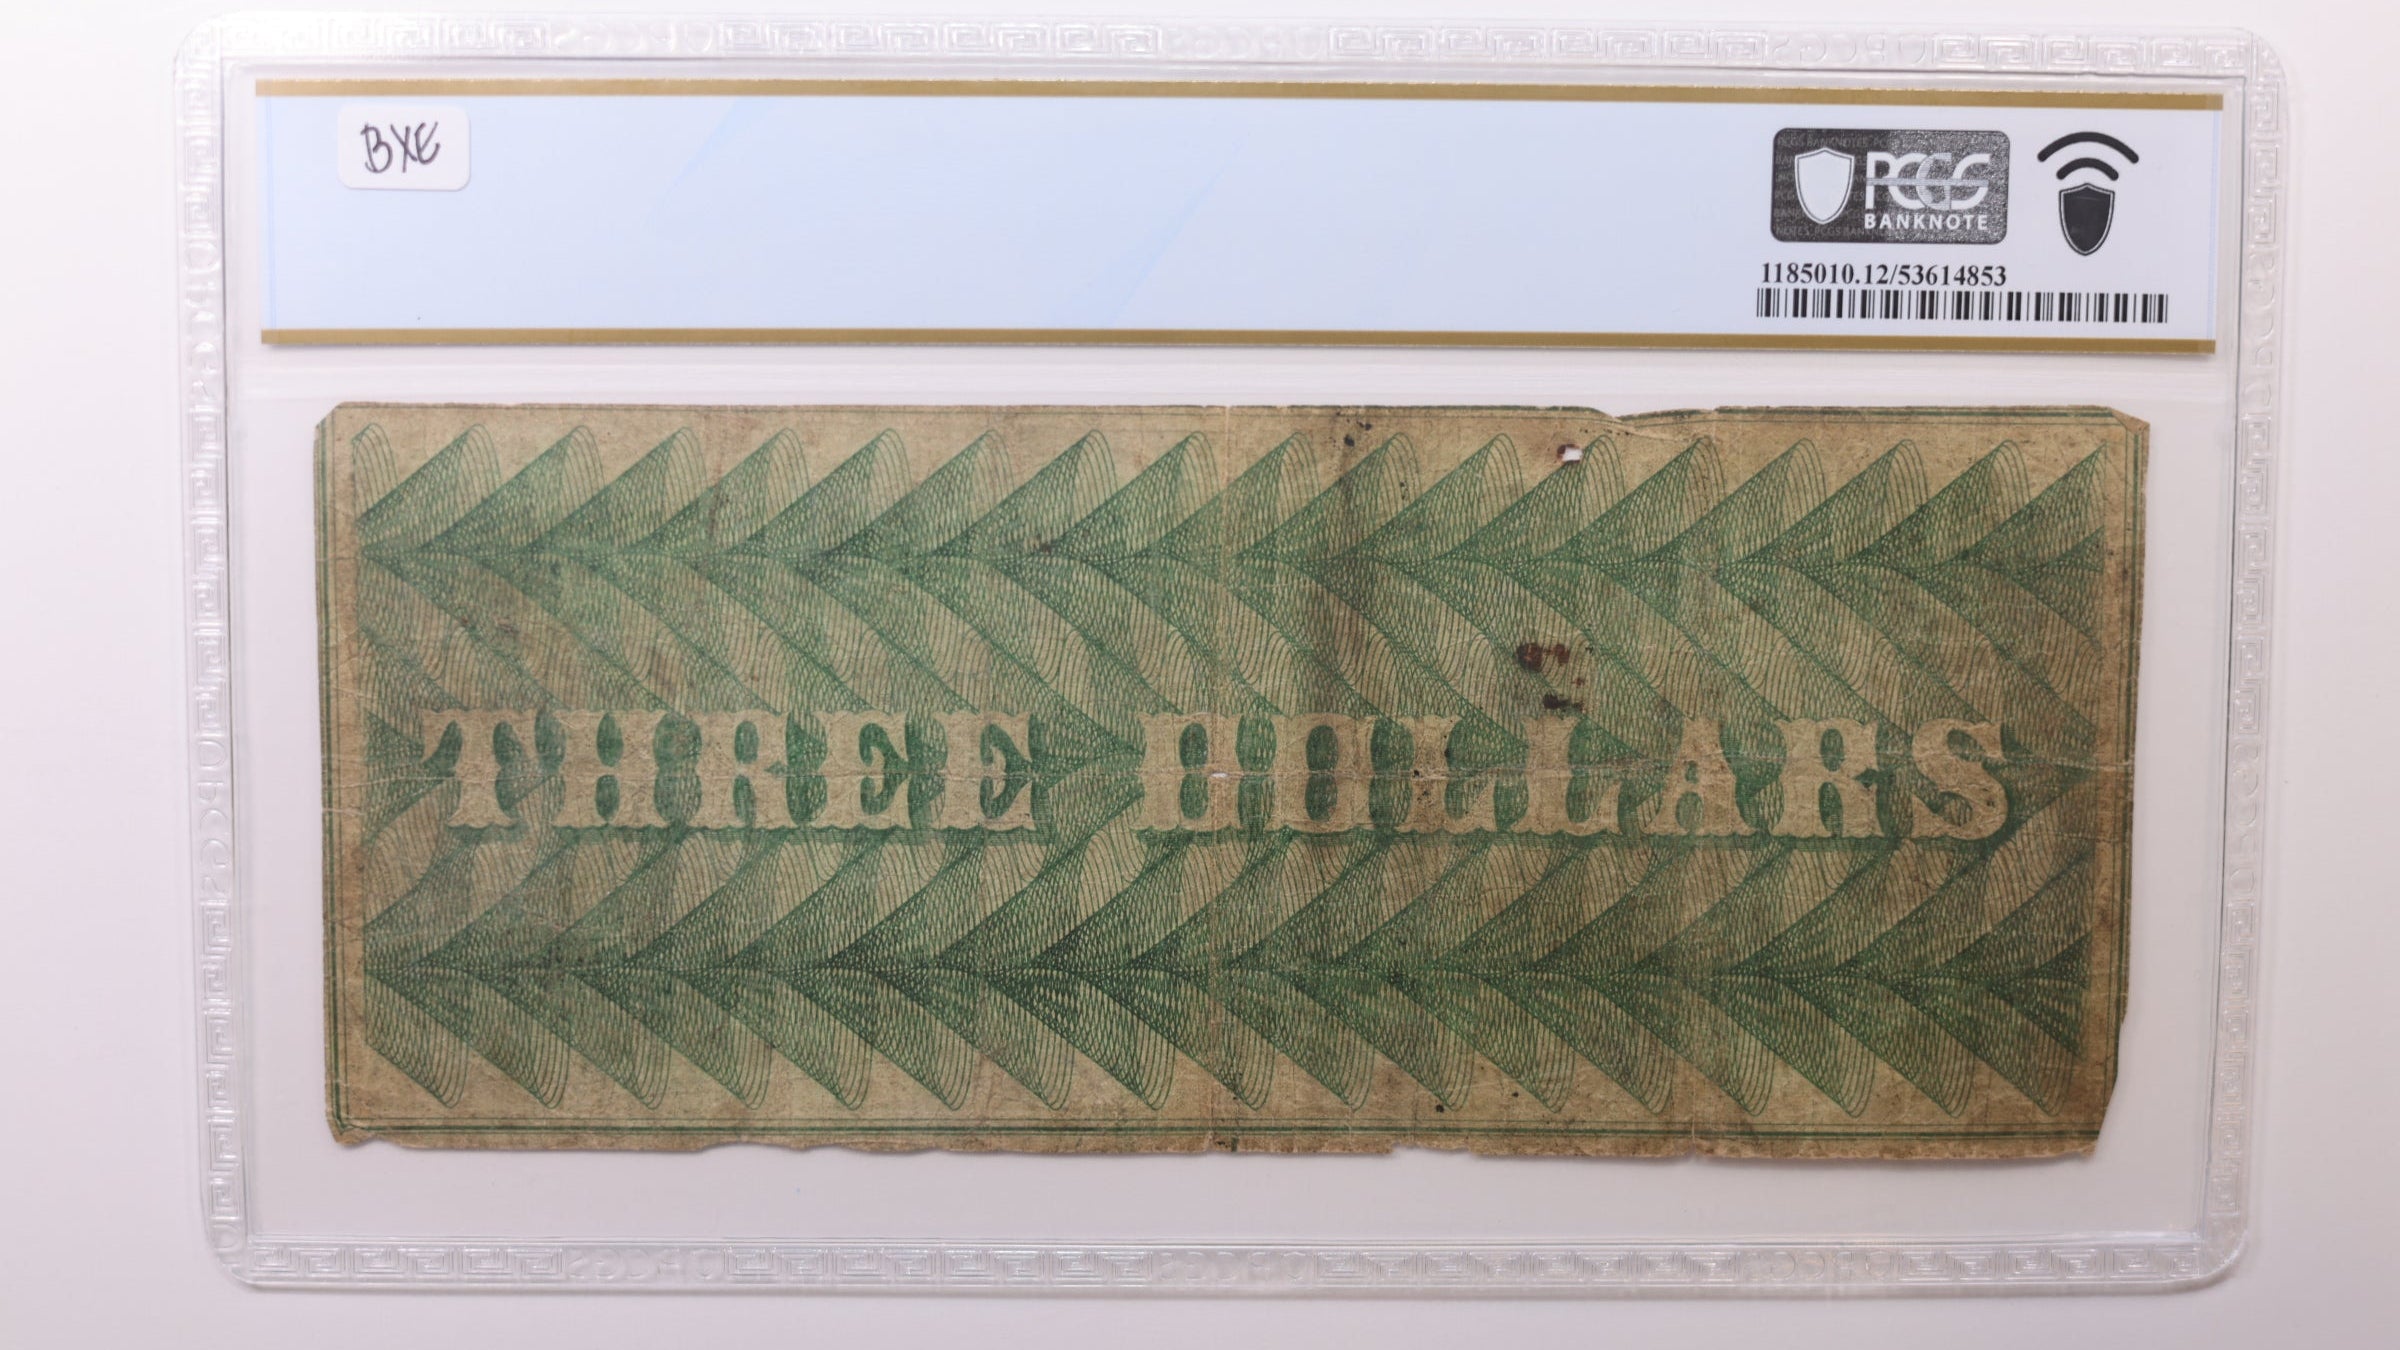 BXE
PCGS
BANKNOTE
1185010.12/53614853
THREE DOLLARS